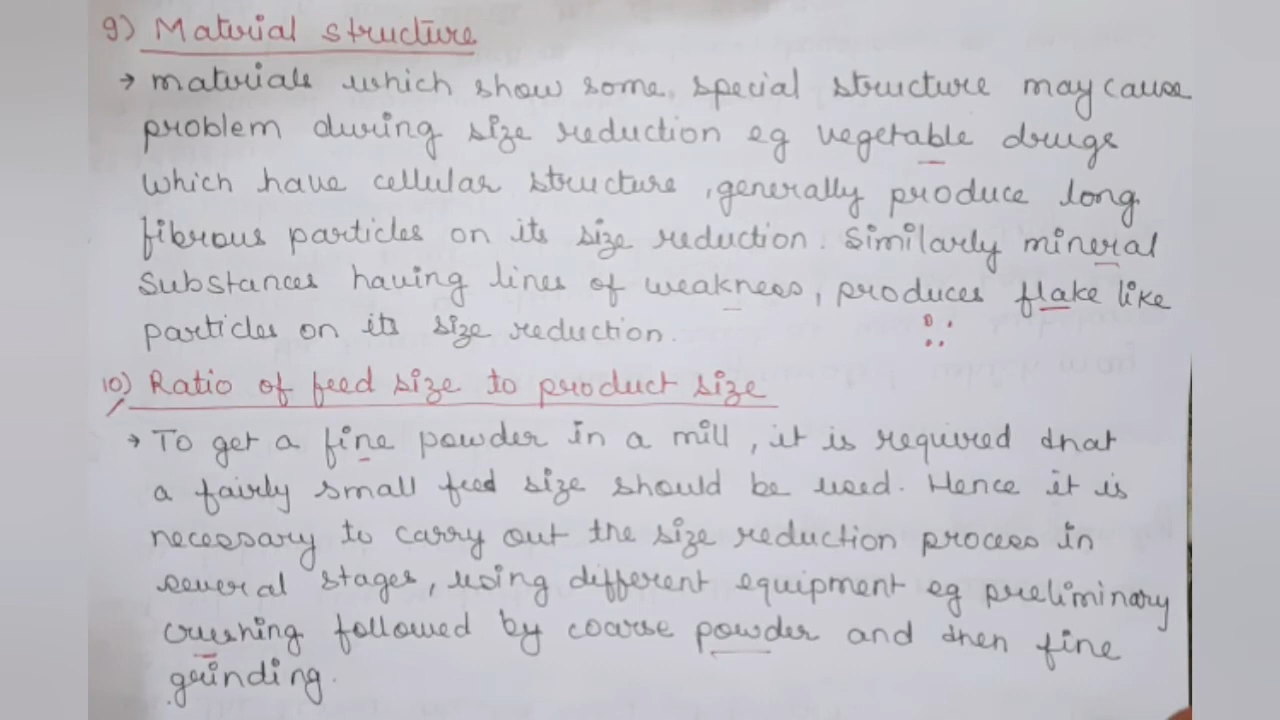 9) Material structure
→ materials which show some special structure may cause
problem during size reduction eg vegetable drugs
which have cellular structure, generally produce long
fibrous particles on its size reduction. Similarly mineral
substances having lines of weakness, produces flake like
particles on its size reduction.
10) Ratio of feed size to product size
→ To get a fine powder in a mill, it is required that
a fairly small feed size should be used. Hence it is
necessary to carry out the size reduction process in
several stages, using different equipment eg preliminary
crushing followed by coarse powder and then fine
grinding.